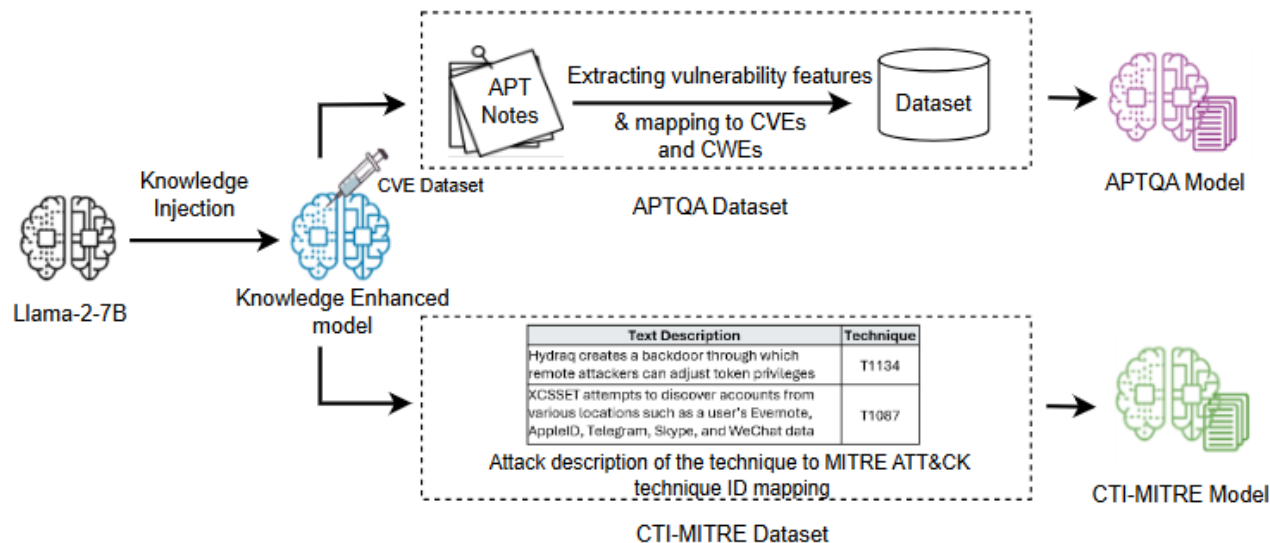 Llama-2-7B
Knowledge
Injection
CVE Dataset
Knowledge Enhanced
model
APT
Notes
Extracting vulnerability features
& mapping to CVEs
and CWEs
Dataset
APTQA Dataset
APTQA Model
Text Description
Technique
Hydraq creates a backdoor through which
remote attackers can adjust token privileges
T1134
XCSSET attempts to discover accounts from
various locations such as a user's Evernote,
AppleID, Telegram, Skype, and WeChat data
T1087
Attack description of the technique to MITRE ATT&CK
technique ID mapping
CTI-MITRE Dataset
CTI-MITRE Model